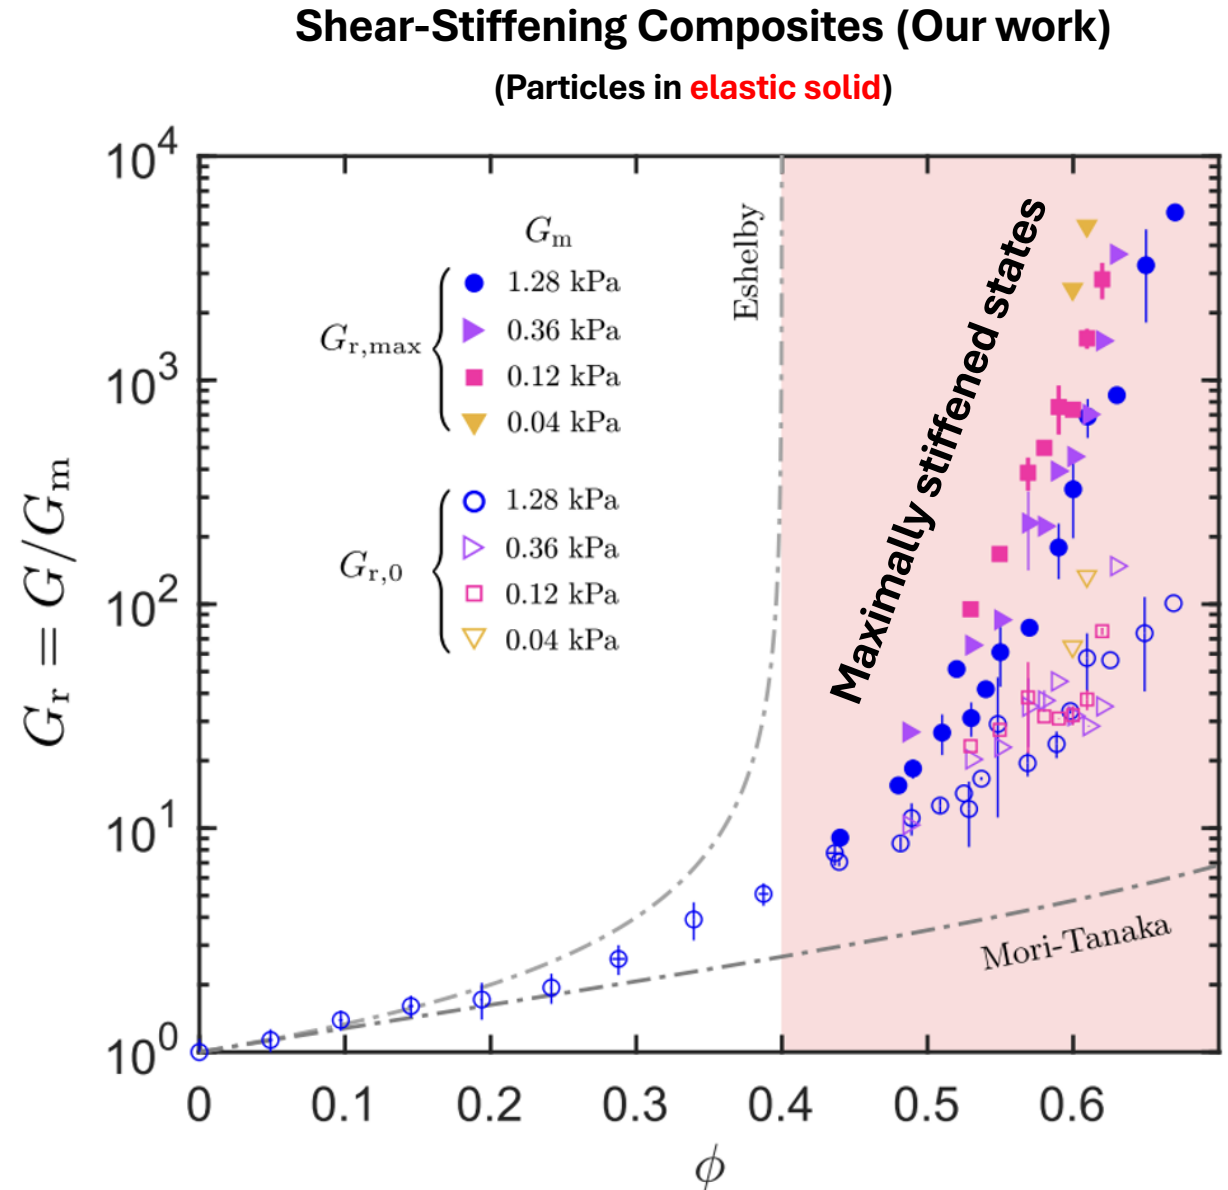 Shear-Stiffening Composites (Our work)
(Particles in elastic solid)
10^4
10^3
10^2
10^1
10^0
G_r = G/G_m
G_m
G_r,max
1.28 kPa
0.36 kPa
0.12 kPa
0.04 kPa
G_r,0
1.28 kPa
0.36 kPa
0.12 kPa
0.04 kPa
Eshelby
Maximally stiffened states
Mori-Tanaka
0 0.1 0.2 0.3 0.4 0.5 0.6
ϕ